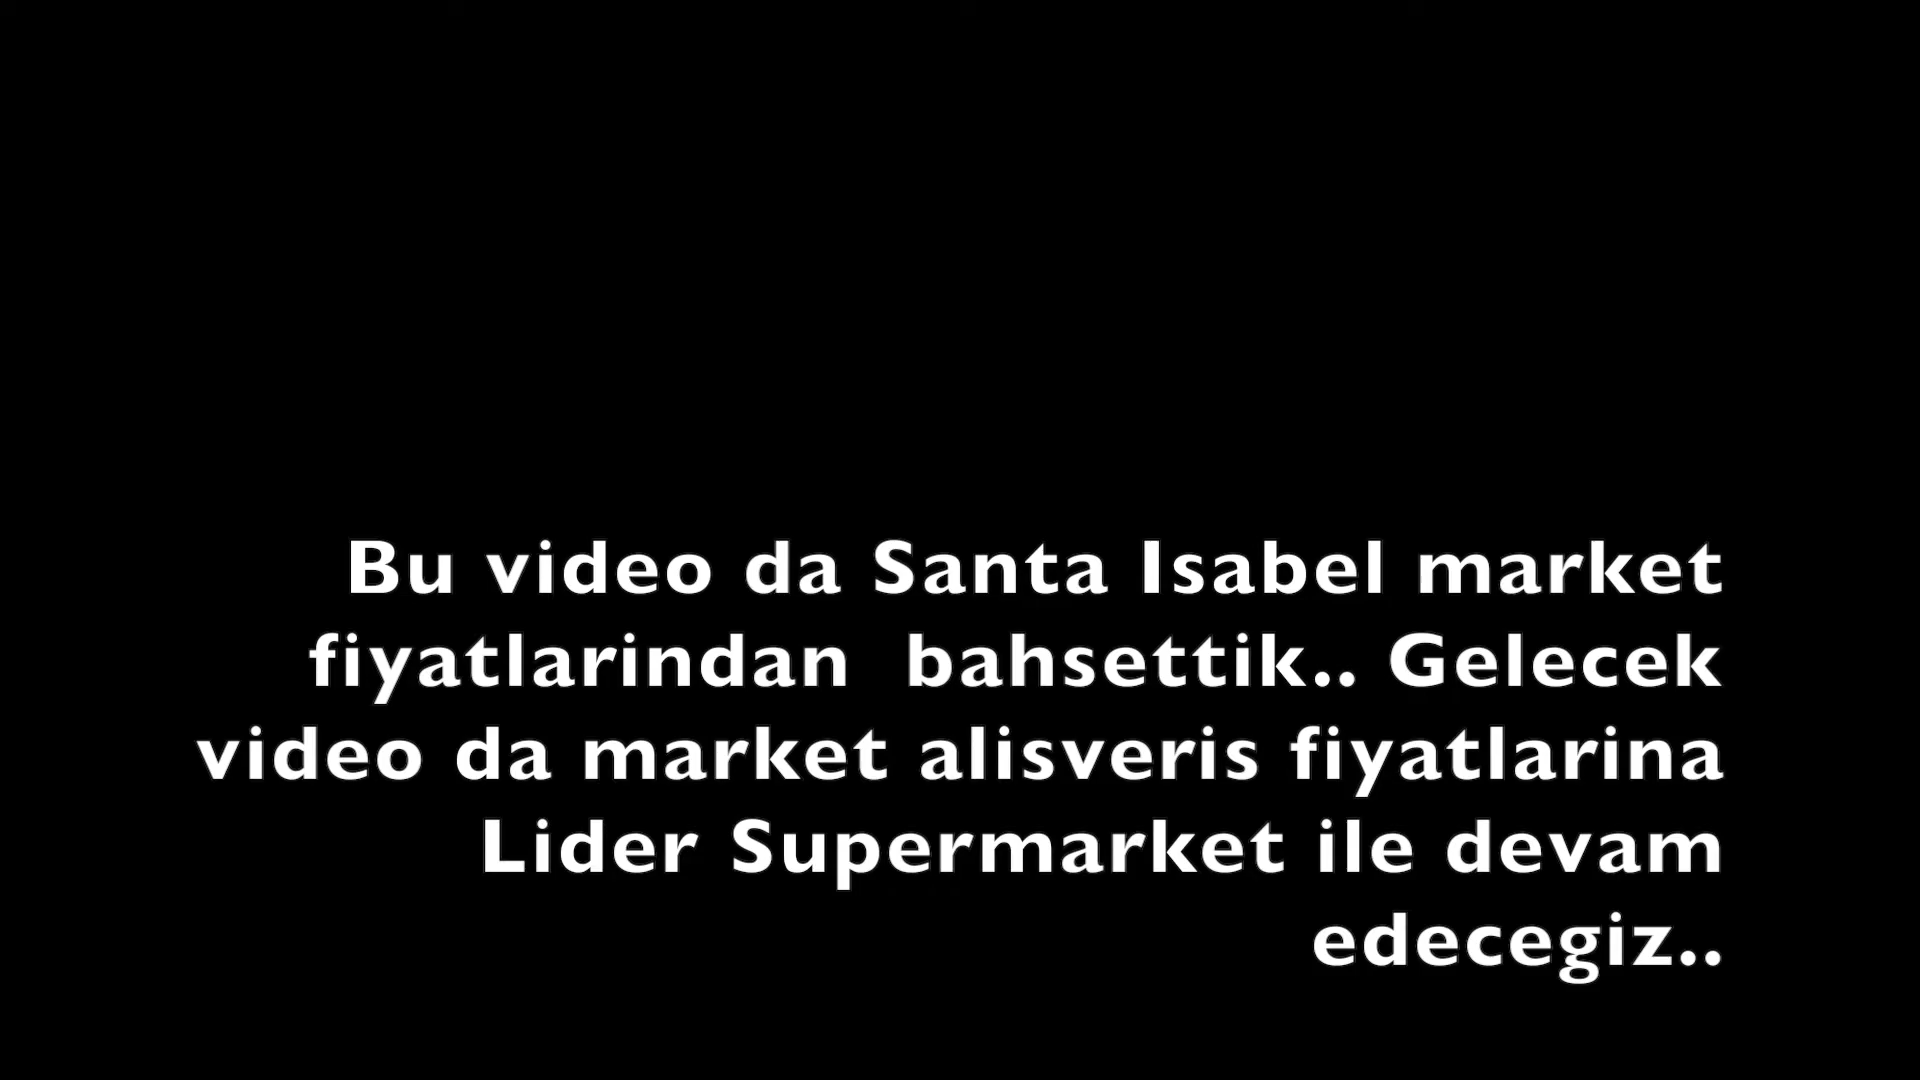 Bu video da Santa Isabel market
fiyatlarindan  bahsettik.. Gelecek
video da market alisveris fiyatlarina
Lider Supermarket ile devam
edecegiz..